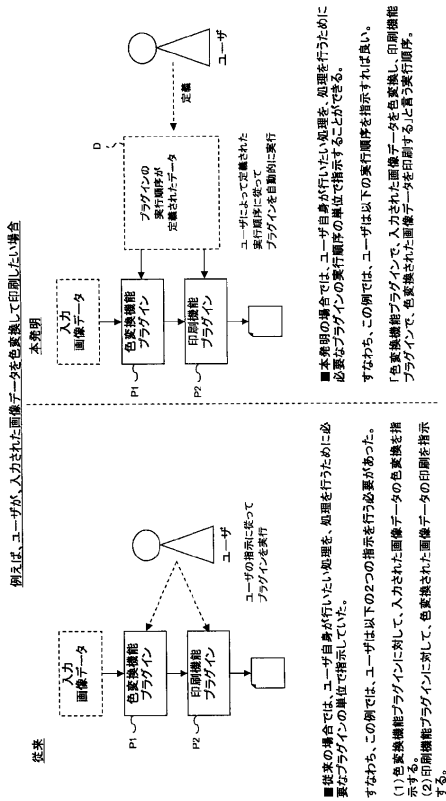 例えば、ユーザが、入力された画像データを色変換して印刷したい場合
従来
入力
画像データ
P1
色変換機能
プラグイン
P2
印刷機能
プラグイン
ユーザの指示に従って
プラグインを実行
ユーザ
■従来の場合では、ユーザ自身が行いたい処理を、処理を行うために必
要なプラグインの単位で指示していた。
すなわち、この例では、ユーザは以下の2つの指示を行う必要があった。
(1)色変換機能プラグインに対して、入力された画像データの色変換を指
示する。
(2)印刷機能プラグインに対して、色変換された画像データの印刷を指示
する。
本発明
入力
画像データ
P1
色変換機能
プラグイン
P2
印刷機能
プラグイン
D
プラグインの
実行順序が
定義されたデータ
ユーザによって定義された
実行順序に従って
プラグインを自動的に実行
定義
ユーザ
■本発明の場合では、ユーザ自身が行いたい処理を、処理を行うために
必要なプラグインの実行順序の単位で指示することができる。
すなわち、この例では、ユーザは以下の実行順序を指示すれば良い。
「色変換機能プラグインで、入力された画像データを色変換し、印刷機能
プラグインで、色変換された画像データを印刷する」と言う実行順序。